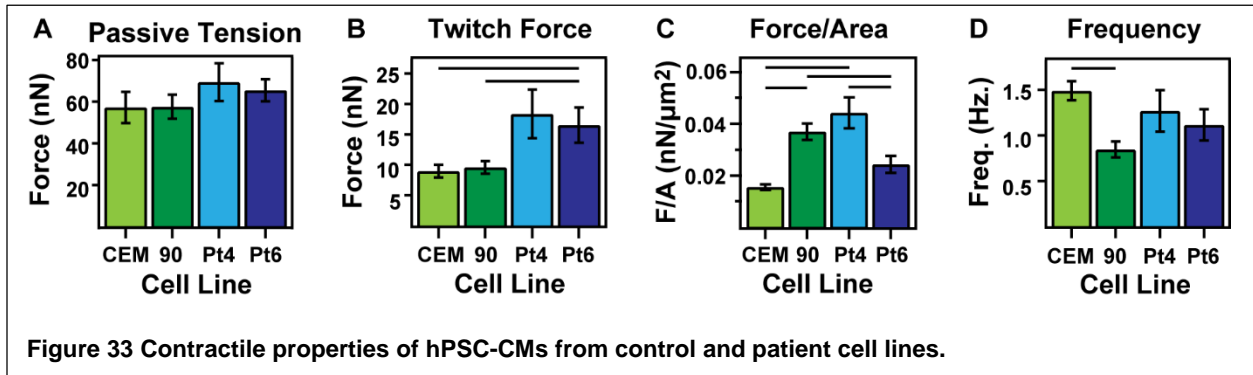 A Passive Tension
Force (nN)
80
60
40
20
CEM 90 Pt4 Pt6
Cell Line
B Twitch Force
Force (nN)
25
20
15
10
5
CEM 90 Pt4 Pt6
Cell Line
C Force/Area
F/A (nN/µm²)
0.06
0.04
0.02
CEM 90 Pt4 Pt6
Cell Line
D Frequency
Freq. (Hz.)
1.5
1.0
0.5
CEM 90 Pt4 Pt6
Cell Line
Figure 33 Contractile properties of hPSC-CMs from control and patient cell lines.